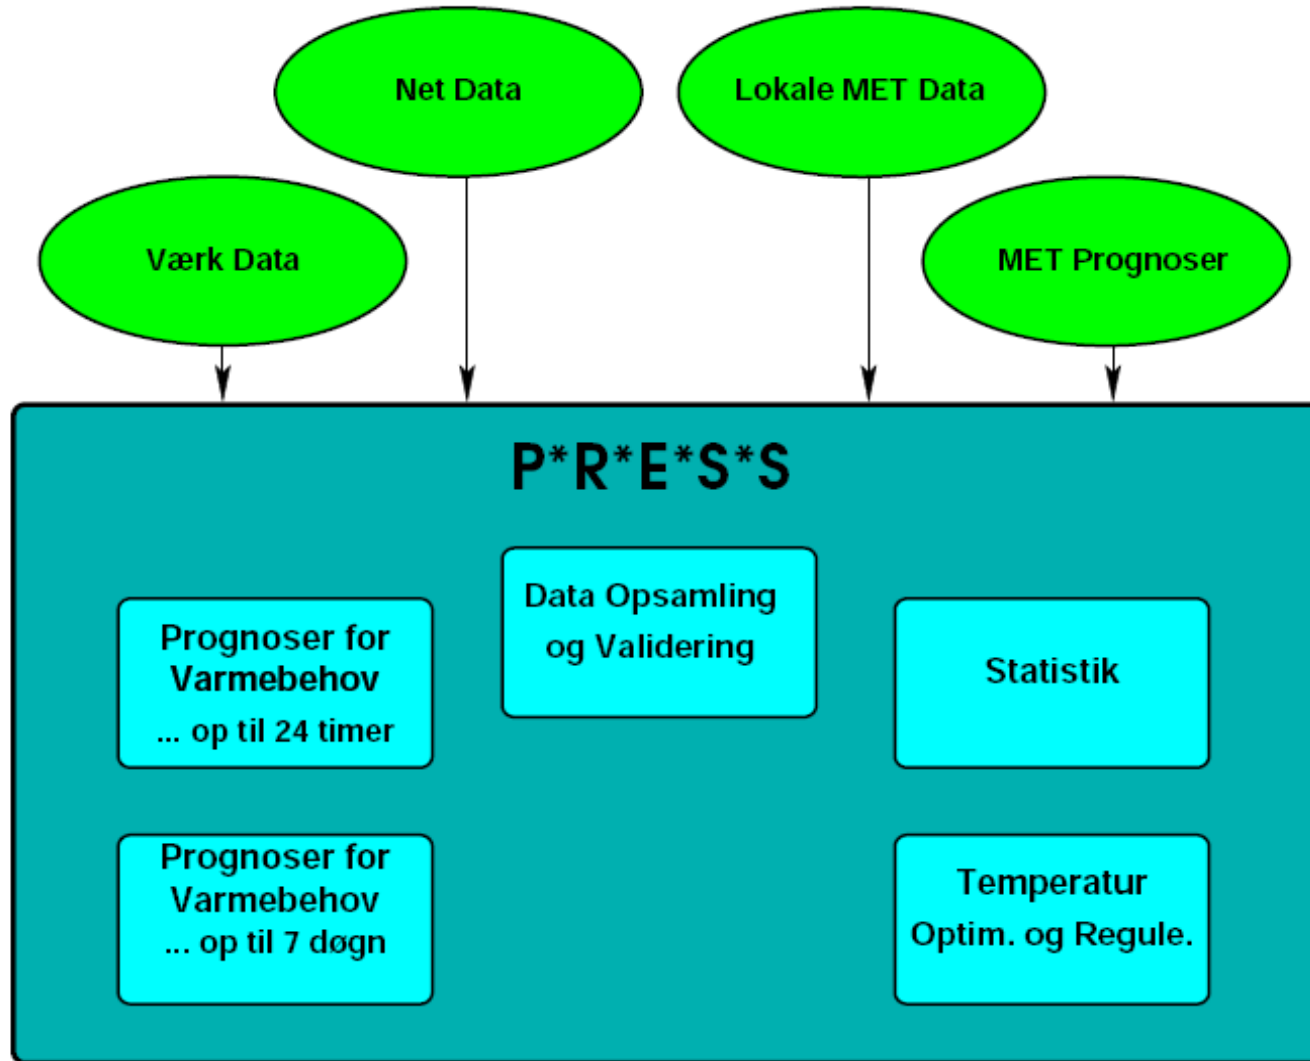 Net Data
Lokale MET Data
Værk Data
MET Prognoser
P*R*E*S*S
Data Opsamling
og Validering
Prognoser for
Varmebehov
... op til 24 timer
Statistik
Prognoser for
Varmebehov
... op til 7 døgn
Temperatur
Optim. og Regule.